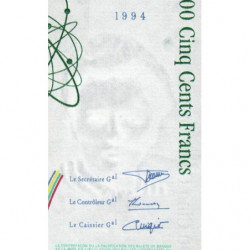 1994
00 Cinq Cents Francs
Le Secrétaire Gal
Le Contrôleur Gal
Le Caissier Gal